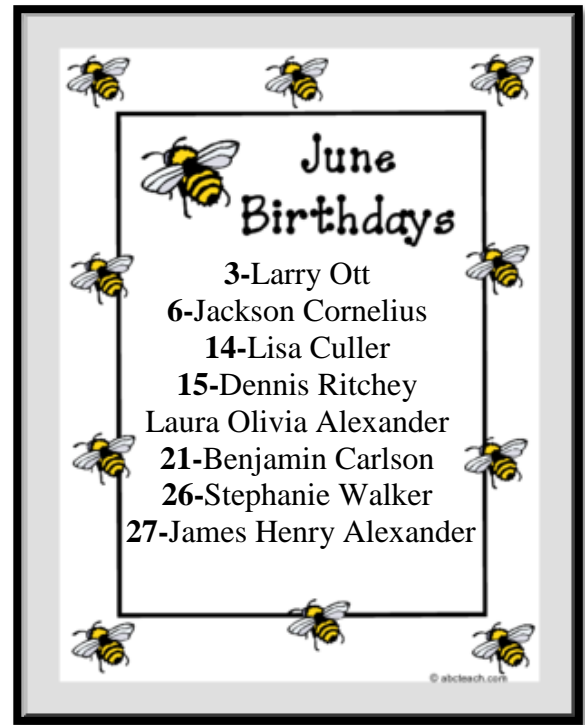 June
Birthdays
3-Larry Ott
6-Jackson Cornelius
14-Lisa Culler
15-Dennis Ritchey
Laura Olivia Alexander
21-Benjamin Carlson
26-Stephanie Walker
27-James Henry Alexander
© abcteach.com